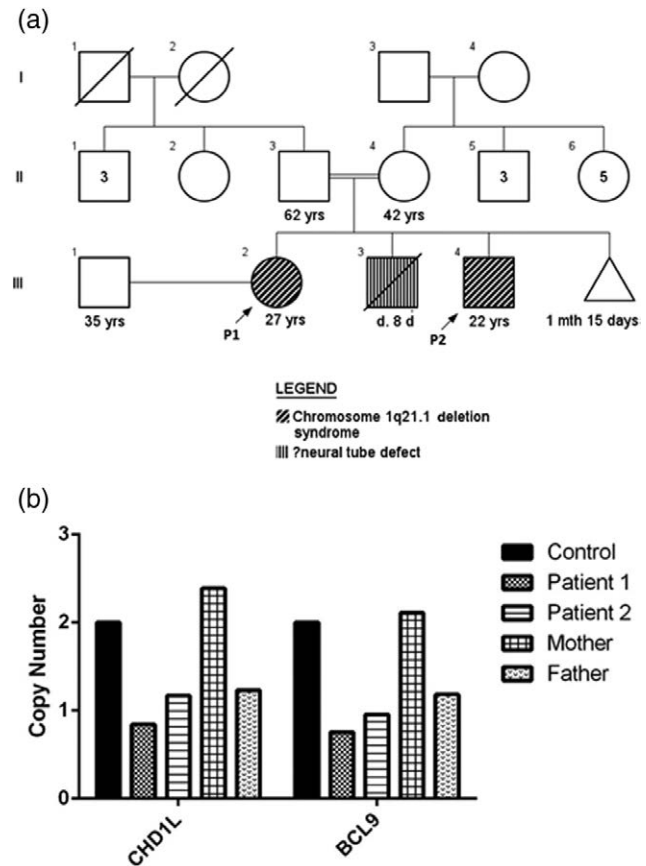 (a)
1 2 3 4
I
1 2 3 4 5 6
II 3 3 5
62 yrs 42 yrs
1 2 3 4
III
35 yrs 27 yrs d. 8 d 22 yrs 1 mth 15 days
P1 P2
LEGEND
Chromosome 1q21.1 deletion
syndrome
?neural tube defect
(b)
3
2
1
0
Copy Number
CHD1L
BCL9
Control
Patient 1
Patient 2
Mother
Father